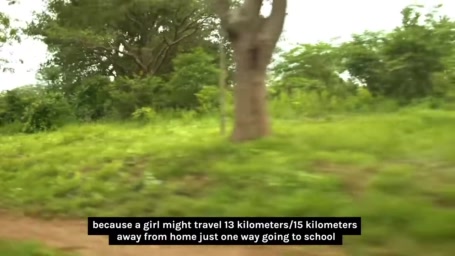 because a girl might travel 13 kilometers/15 kilometers
away from home just one way going to school